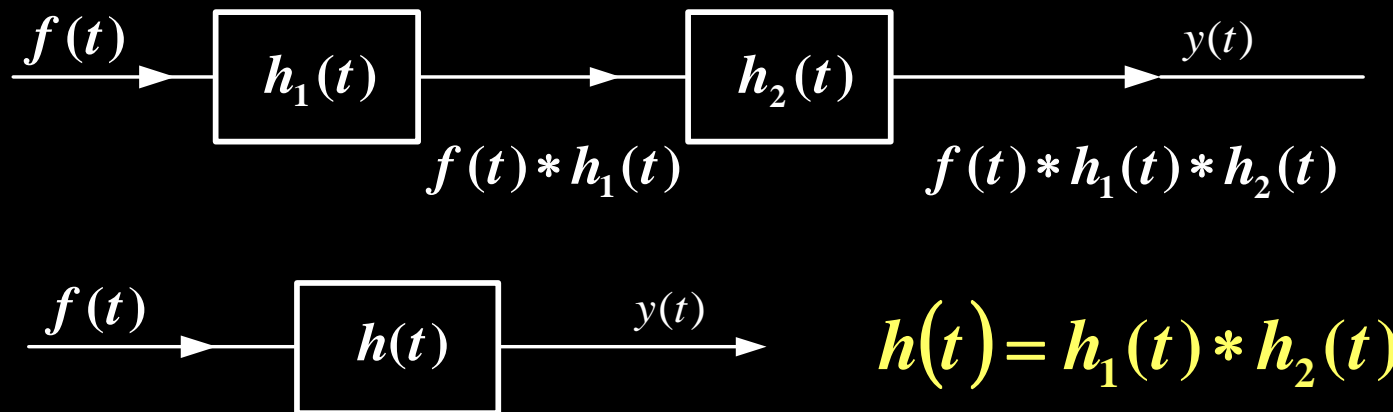 f(t) h₁(t) h₂(t) y(t)
f(t)*h₁(t) f(t)*h₁(t)*h₂(t)
f(t) h(t) y(t) h(t)=h₁(t)*h₂(t)